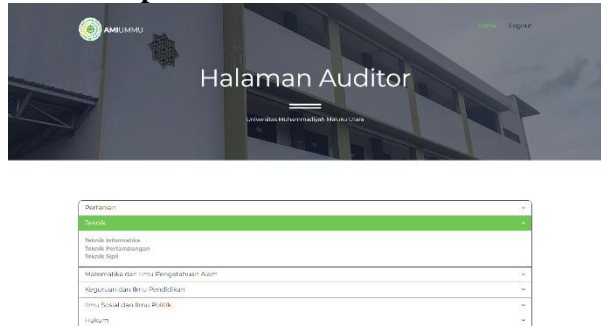 AMIUMMU
Home Logout
Halaman Auditor
Universitas Muhammadiyah Maluku Utara
Pertanian
Teknik
Teknik Informatika
Teknik Pertambangan
Teknik Sipil
Matematika dan Ilmu Pengetahuan Alam
Keguruan dan Ilmu Pendidikan
Ilmu Sosial dan Ilmu Politik
Hukum